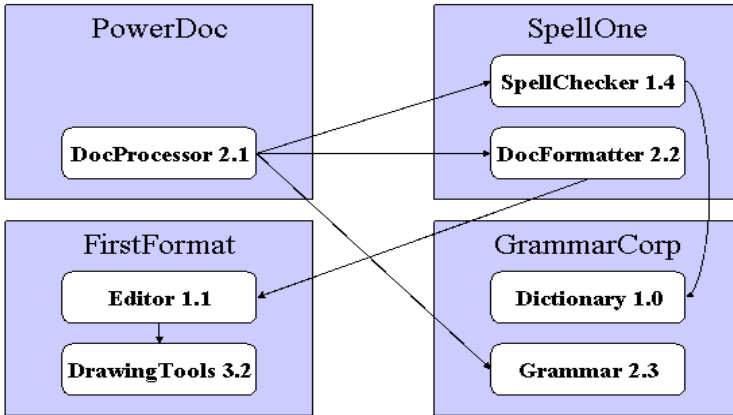 PowerDoc
DocProcessor 2.1
SpellOne
SpellChecker 1.4
DocFormatter 2.2
FirstFormat
Editor 1.1
DrawingTools 3.2
GrammarCorp
Dictionary 1.0
Grammar 2.3